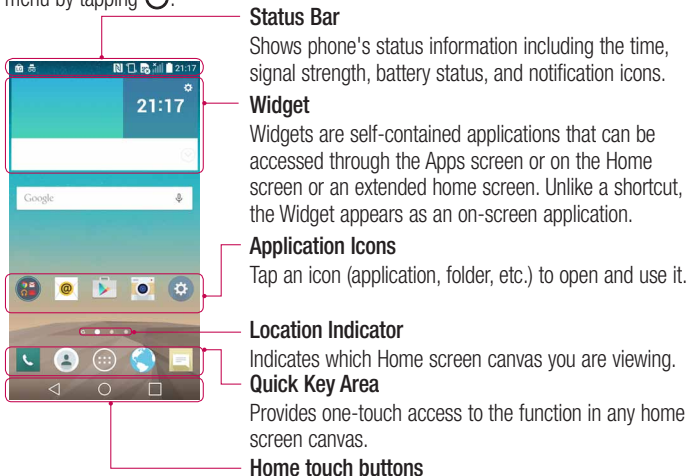 menu by tapping
Status Bar
Shows phone's status information including the time,
signal strength, battery status, and notification icons.
21:17
Widget
21:17
Widgets are self-contained applications that can be
accessed through the Apps screen or on the Home
screen or an extended home screen. Unlike a shortcut,
the Widget appears as an on-screen application.
Google
Application Icons
Tap an icon (application, folder, etc.) to open and use it.
Location Indicator
Indicates which Home screen canvas you are viewing.
Quick Key Area
Provides one-touch access to the function in any home
screen canvas.
Home touch buttons